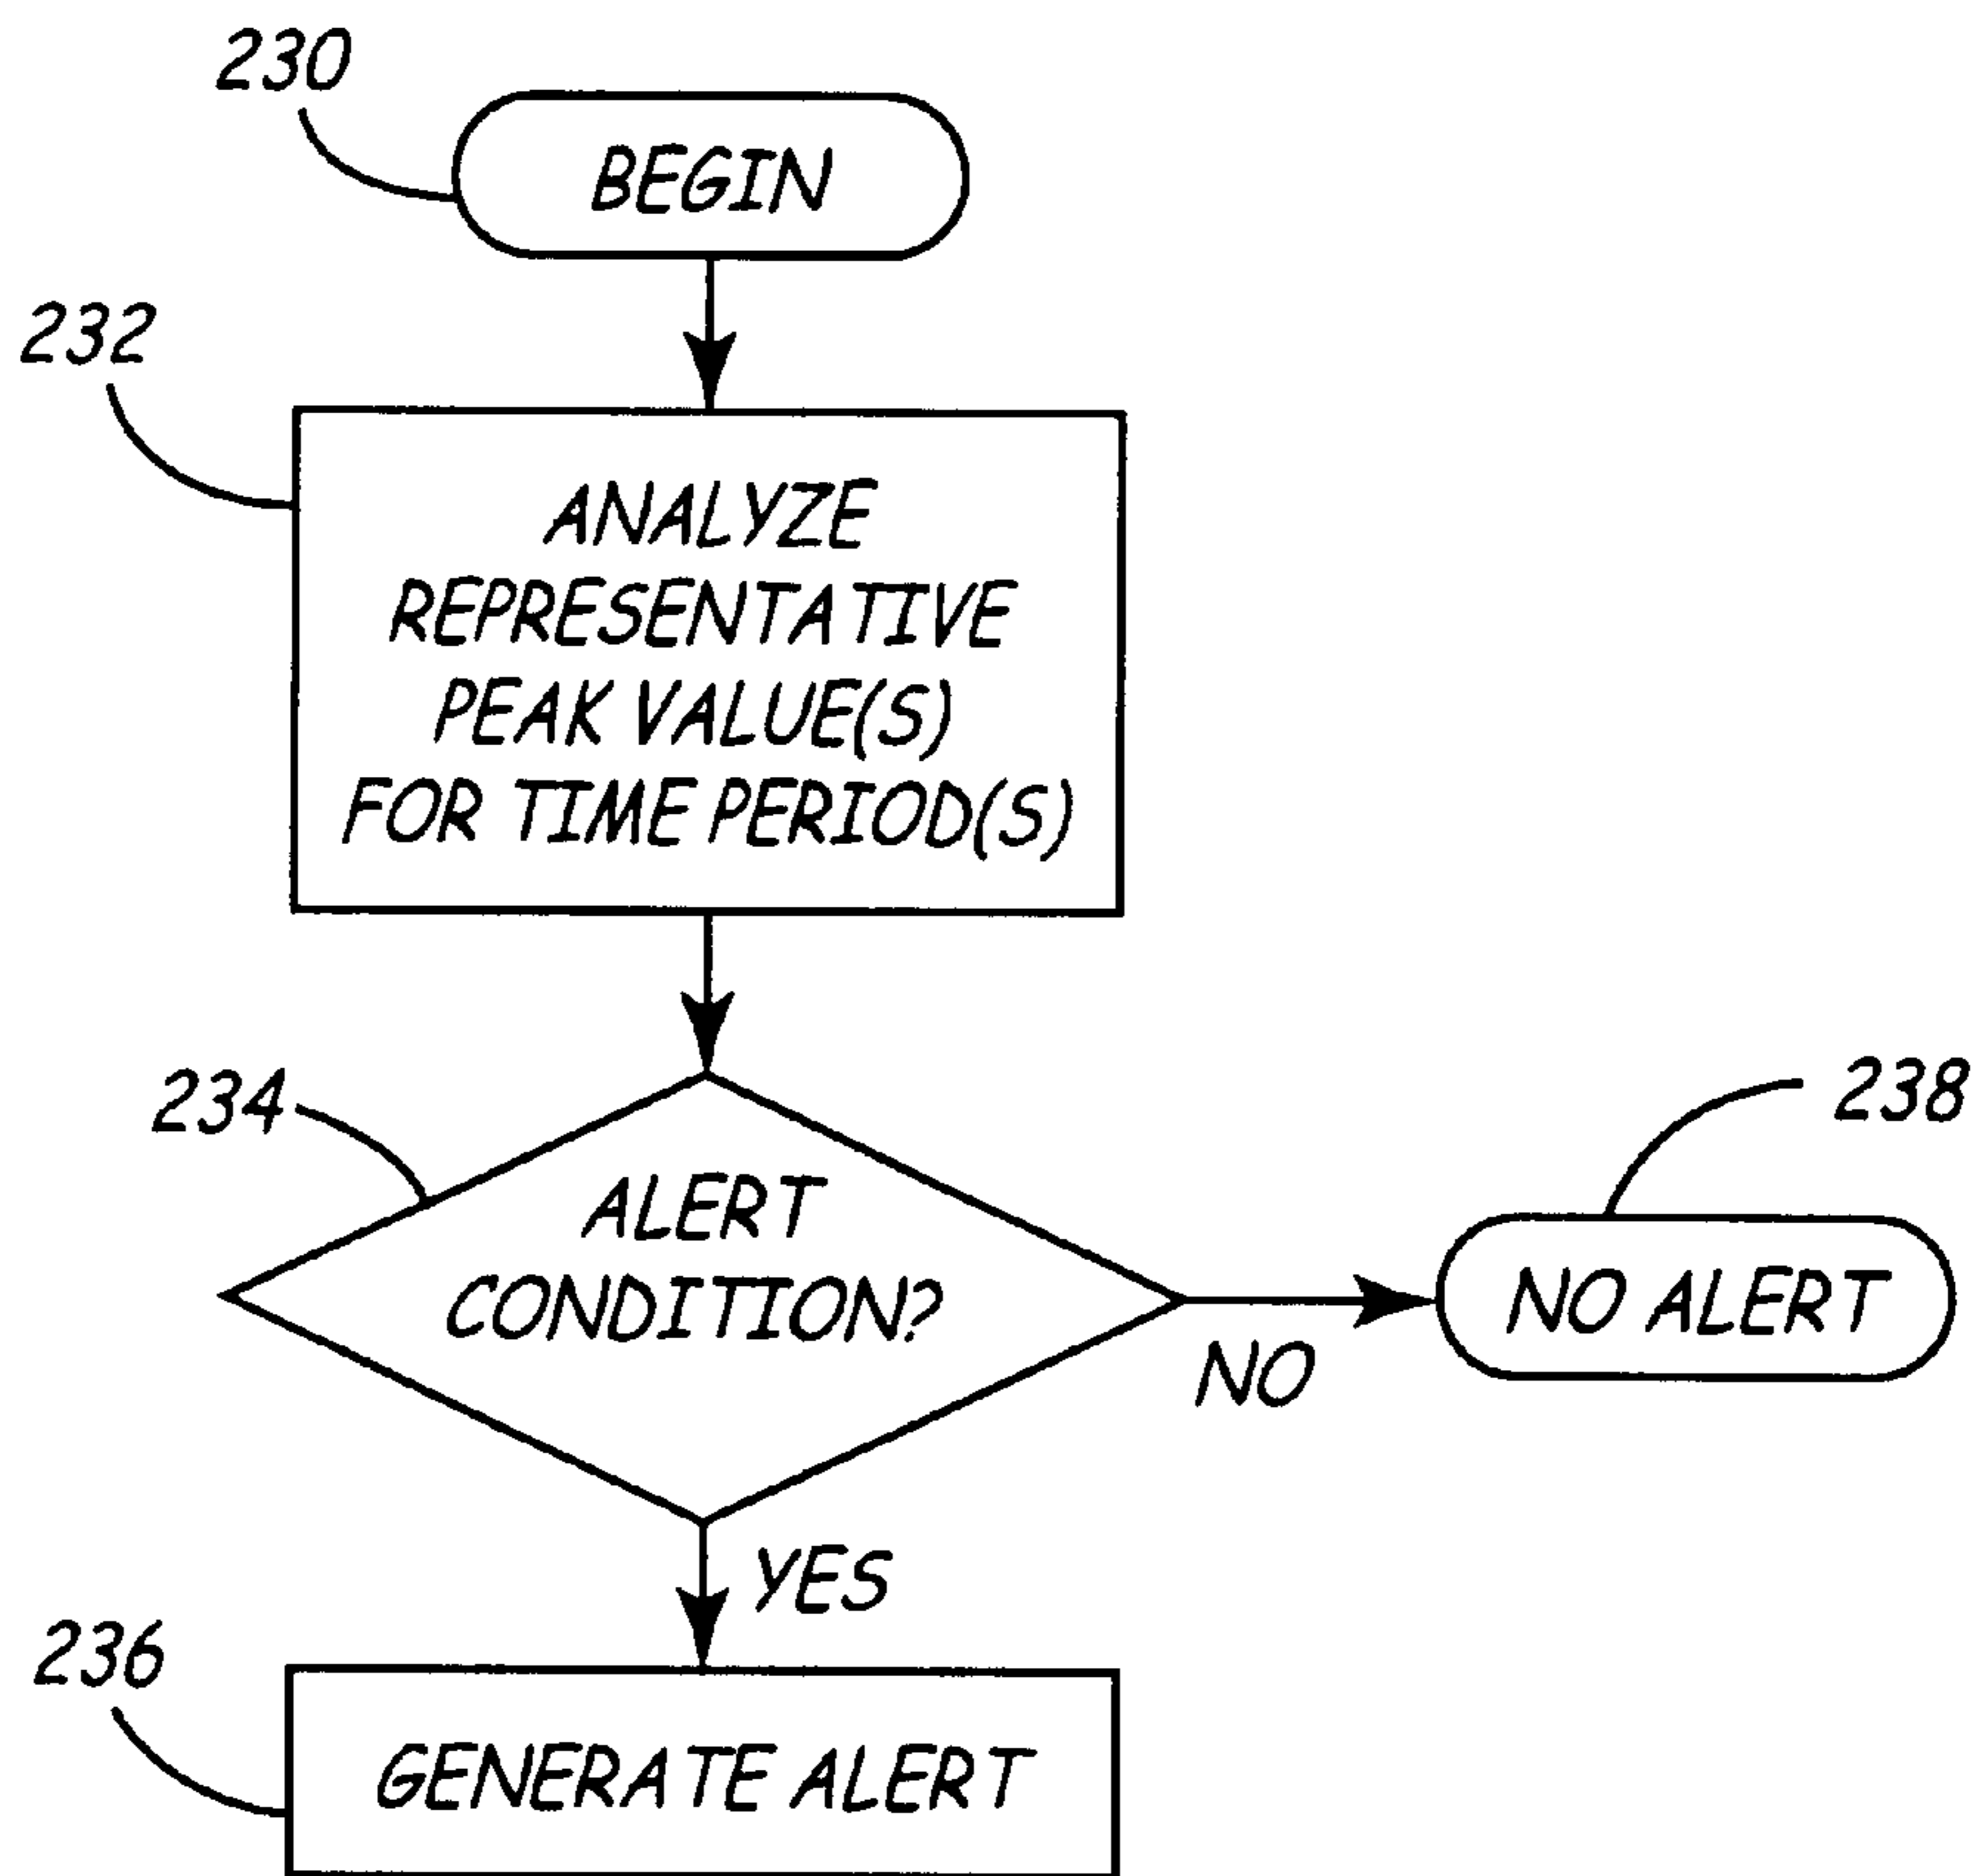 230
BEGIN
232
ANALYZE
REPRESENTATIVE
PEAK VALUE(S)
FOR TIME PERIOD(S)
234
ALERT
CONDITION?
238
NO ALERT
NO
YES
236
GENERATE ALERT